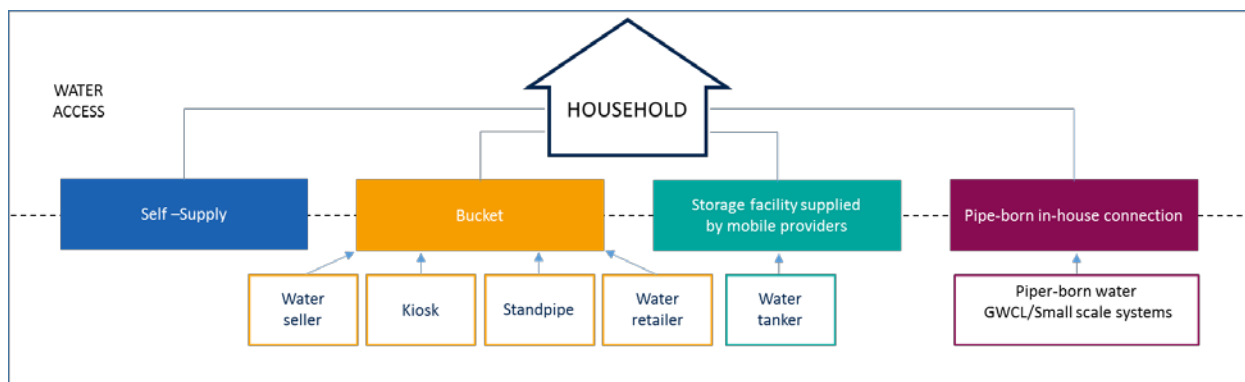 WATER
ACCESS
HOUSEHOLD
Self –Supply
Bucket
Storage facility supplied
by mobile providers
Pipe-born in-house connection
Water
seller
Kiosk
Standpipe
Water
retailer
Water
tanker
Piper-born water
GWCL/Small scale systems